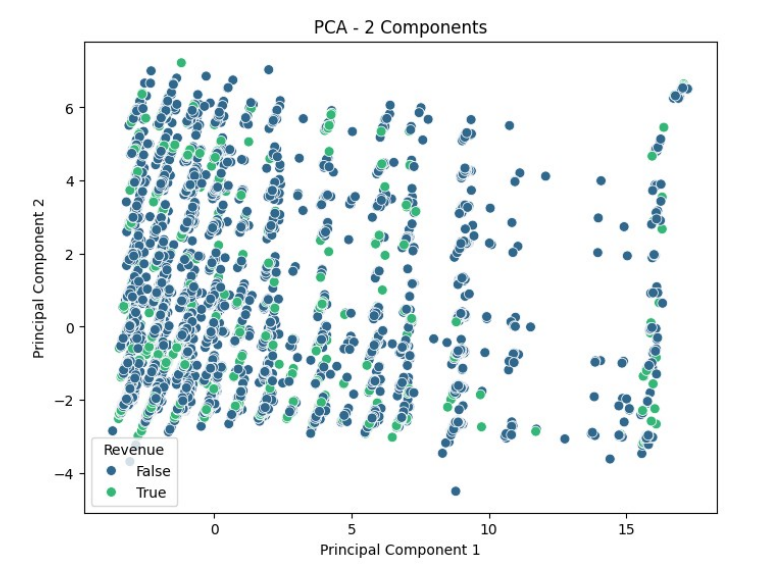 PCA - 2 Components
Principal Component 2
6
4
2
0
−2
−4
Revenue
False
True
0 5 10 15
Principal Component 1